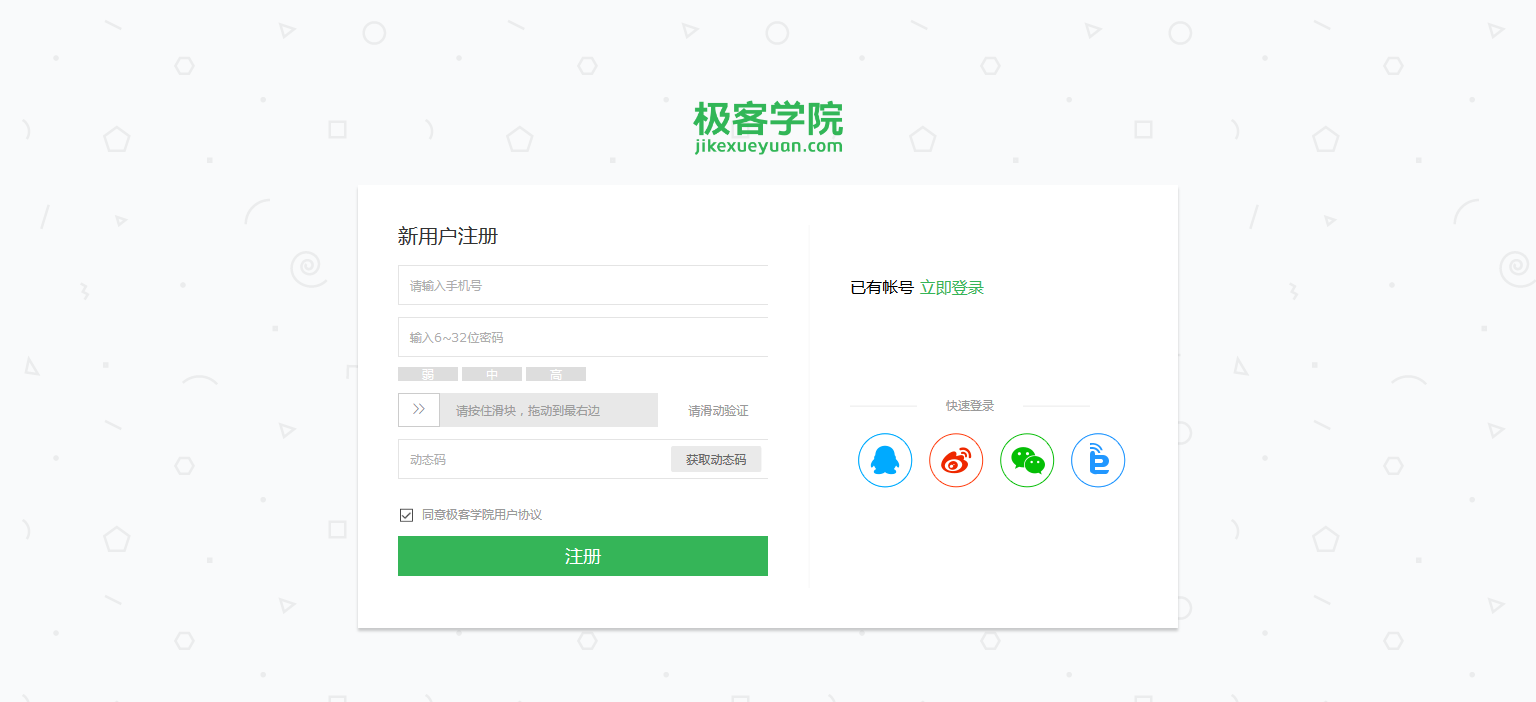 极客学院
jikexueyuan.com
新用户注册
请输入手机号
输入6~32位密码
弱 中 高
请按住滑块，拖动到最右边 请滑动验证
动态码 获取动态码
同意极客学院用户协议
注册
已有帐号 立即登录
快速登录